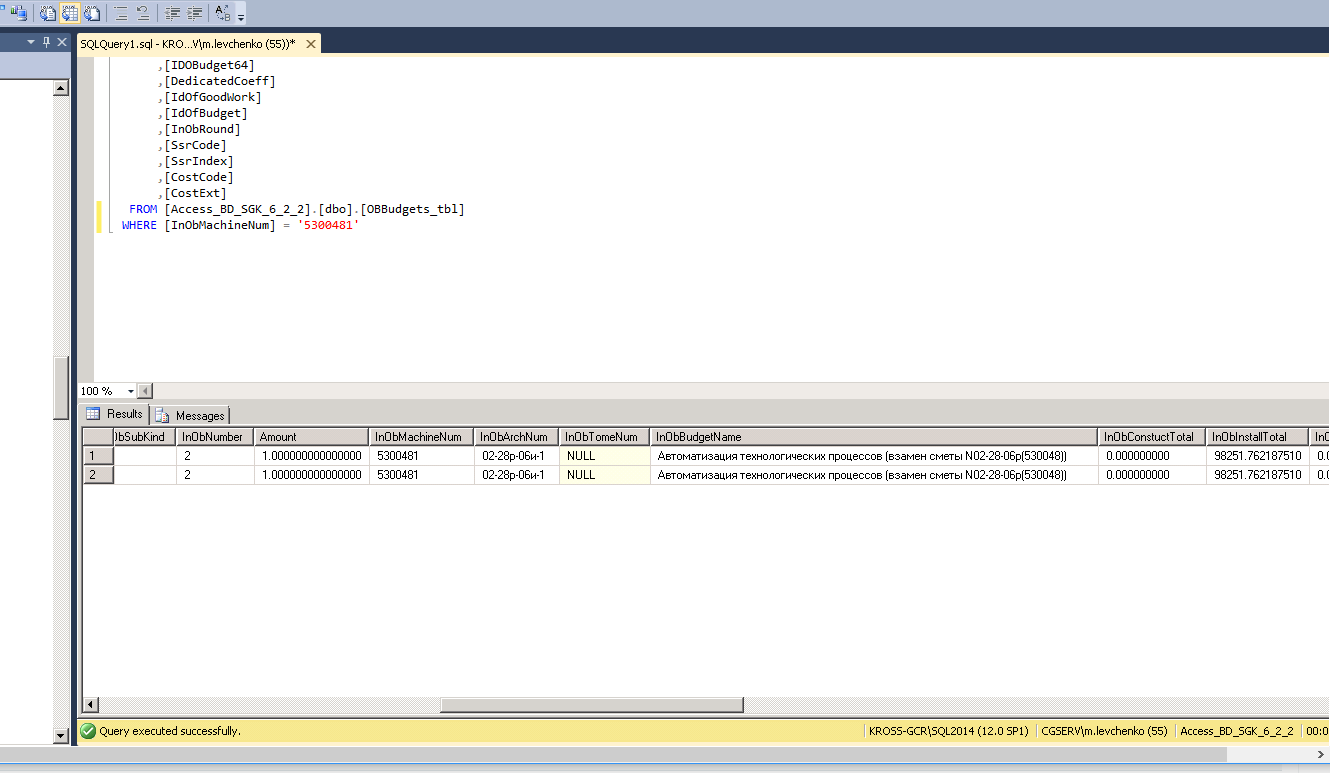 SQLQuery1.sql - KRO...V\m.levchenko (55))*
,[IDOBudget64]
,[DedicatedCoeff]
,[IdOfGoodWork]
,[IdOfBudget]
,[InObRound]
,[SsrCode]
,[SsrIndex]
,[CostCode]
,[CostExt]
FROM [Access_BD_SGK_6_2_2].[dbo].[OBBudgets_tbl]
WHERE [InObMachineNum] = '5300481'
100 %
Results Messages
bSubKind InObNumber Amount InObMachineNum InObArchNum InObTomeNum InObBudgetName InObConstuctTotal InObInstallTotal
1 2 1.000000000000000 5300481 02-28р-06и-1 NULL Автоматизация технологических процессов (взамен сметы N02-28-06р(530048)) 0.000000000 98251.762187510 0.
2 2 1.000000000000000 5300481 02-28р-06и-1 NULL Автоматизация технологических процессов (взамен сметы N02-28-06р(530048)) 0.000000000 98251.762187510 0.
Query executed successfully. KROSS-GCR\SQL2014 (12.0 SP1) CGSERV\m.levchenko (55) Access_BD_SGK_6_2_2 00:0